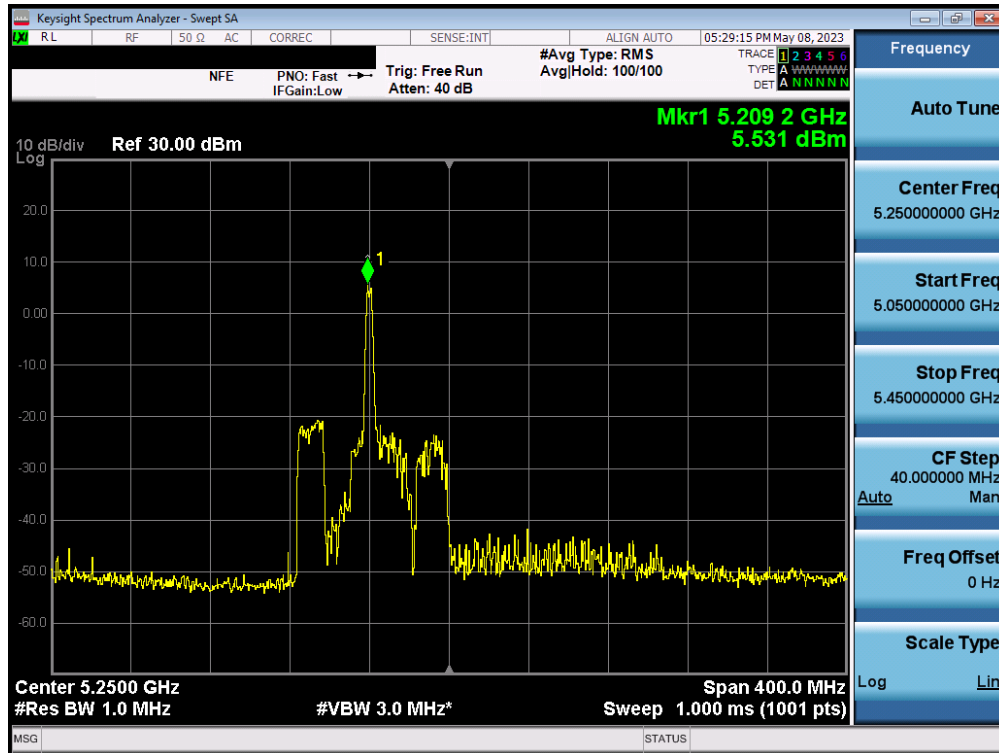 Keysight Spectrum Analyzer - Swept SA
LXI RL RF 50 Ω AC CORREC SENSE:INT ALIGN AUTO 05:29:15 PM May 08, 2023
NFE PNO: Fast Trig: Free Run #Avg Type: RMS TRACE 1 2 3 4 5 6
IFGain:Low Atten: 40 dB Avg|Hold: 100/100 TYPE A WWWWW
DET A N N N N N
Mkr1 5.209 2 GHz
5.531 dBm
10 dB/div Ref 30.00 dBm
Log
20.0
10.0
1
0.00
-10.0
-20.0
-30.0
-40.0
-50.0
-60.0
Center 5.2500 GHz Span 400.0 MHz
#Res BW 1.0 MHz #VBW 3.0 MHz* Sweep 1.000 ms (1001 pts)
MSG STATUS
Frequency
Auto Tune
Center Freq
5.250000000 GHz
Start Freq
5.050000000 GHz
Stop Freq
5.450000000 GHz
CF Step
40.000000 MHz
Auto Man
Freq Offset
0 Hz
Scale Type
Log Lin